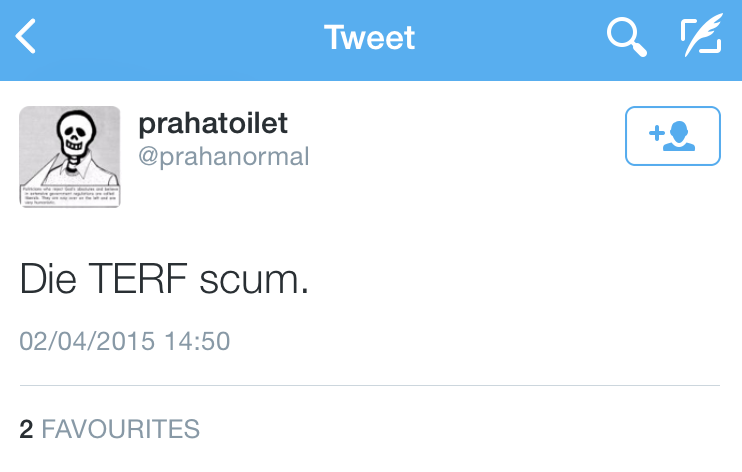 Tweet
prahatoilet
@prahanormal
Die TERF scum.
02/04/2015 14:50
2 FAVOURITES